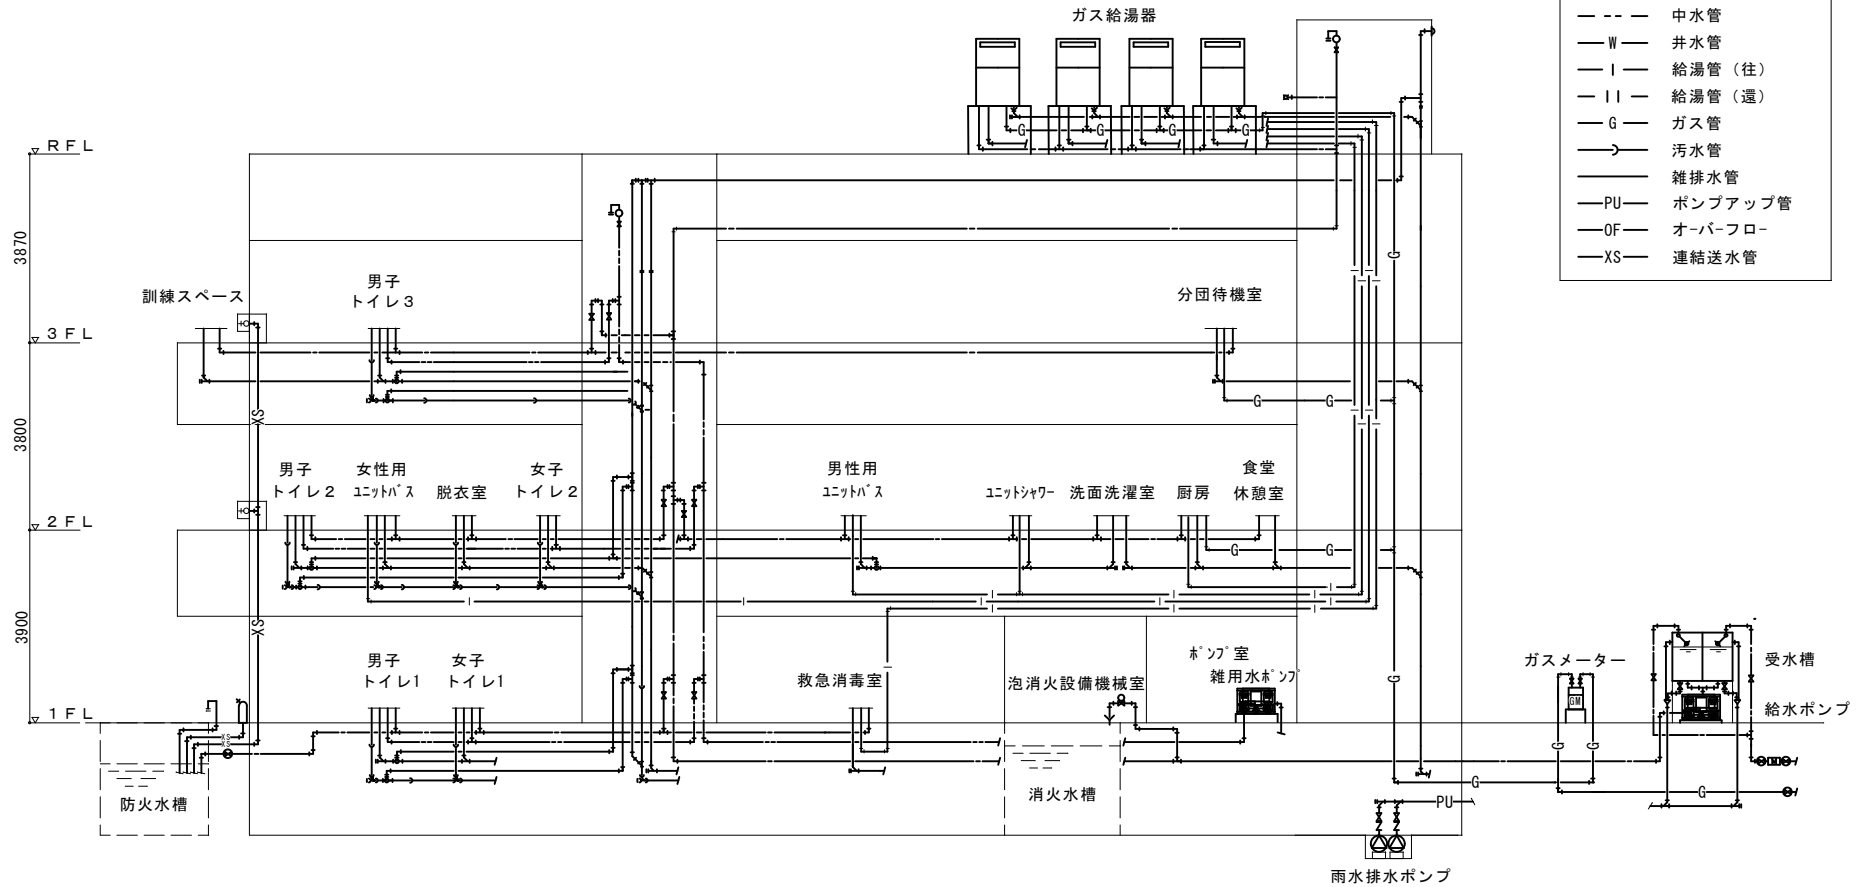 ガス給湯器
中水管
W 井水管
I 給湯管（往）
II 給湯管（還）
G ガス管
汚水管
雑排水管
PU ポンプアップ管
OF オーバーフロー
XS 連結送水管
G G G G
RFL
3870
G
男子
トイレ３
訓練スペース
分団待機室
3FL
XS
G G
3800
男子
トイレ２
女性用
ユニットバス
脱衣室
女子
トイレ２
男性用
ユニットバス
ユニットシャワー
洗面洗濯室
厨房
食堂
休憩室
2FL
G G
XS
3900
男子
トイレ1
女子
トイレ1
救急消毒室
泡消火設備機械室
ポンプ室
雑用水ポンプ
ガスメーター
受水槽
GM
給水ポンプ
1FL
XS
XS
G
G G
G
G
防火水槽
消火水槽
PU
雨水排水ポンプ